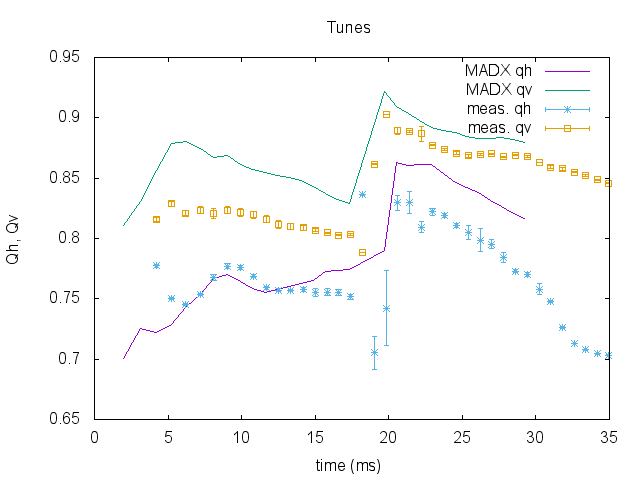 Tunes
0.95
0.9
0.85
0.8
0.75
0.7
0.65
Qh, Qv
MADX qh
MADX qv
meas. qh
meas. qv
0 5 10 15 20 25 30 35
time (ms)